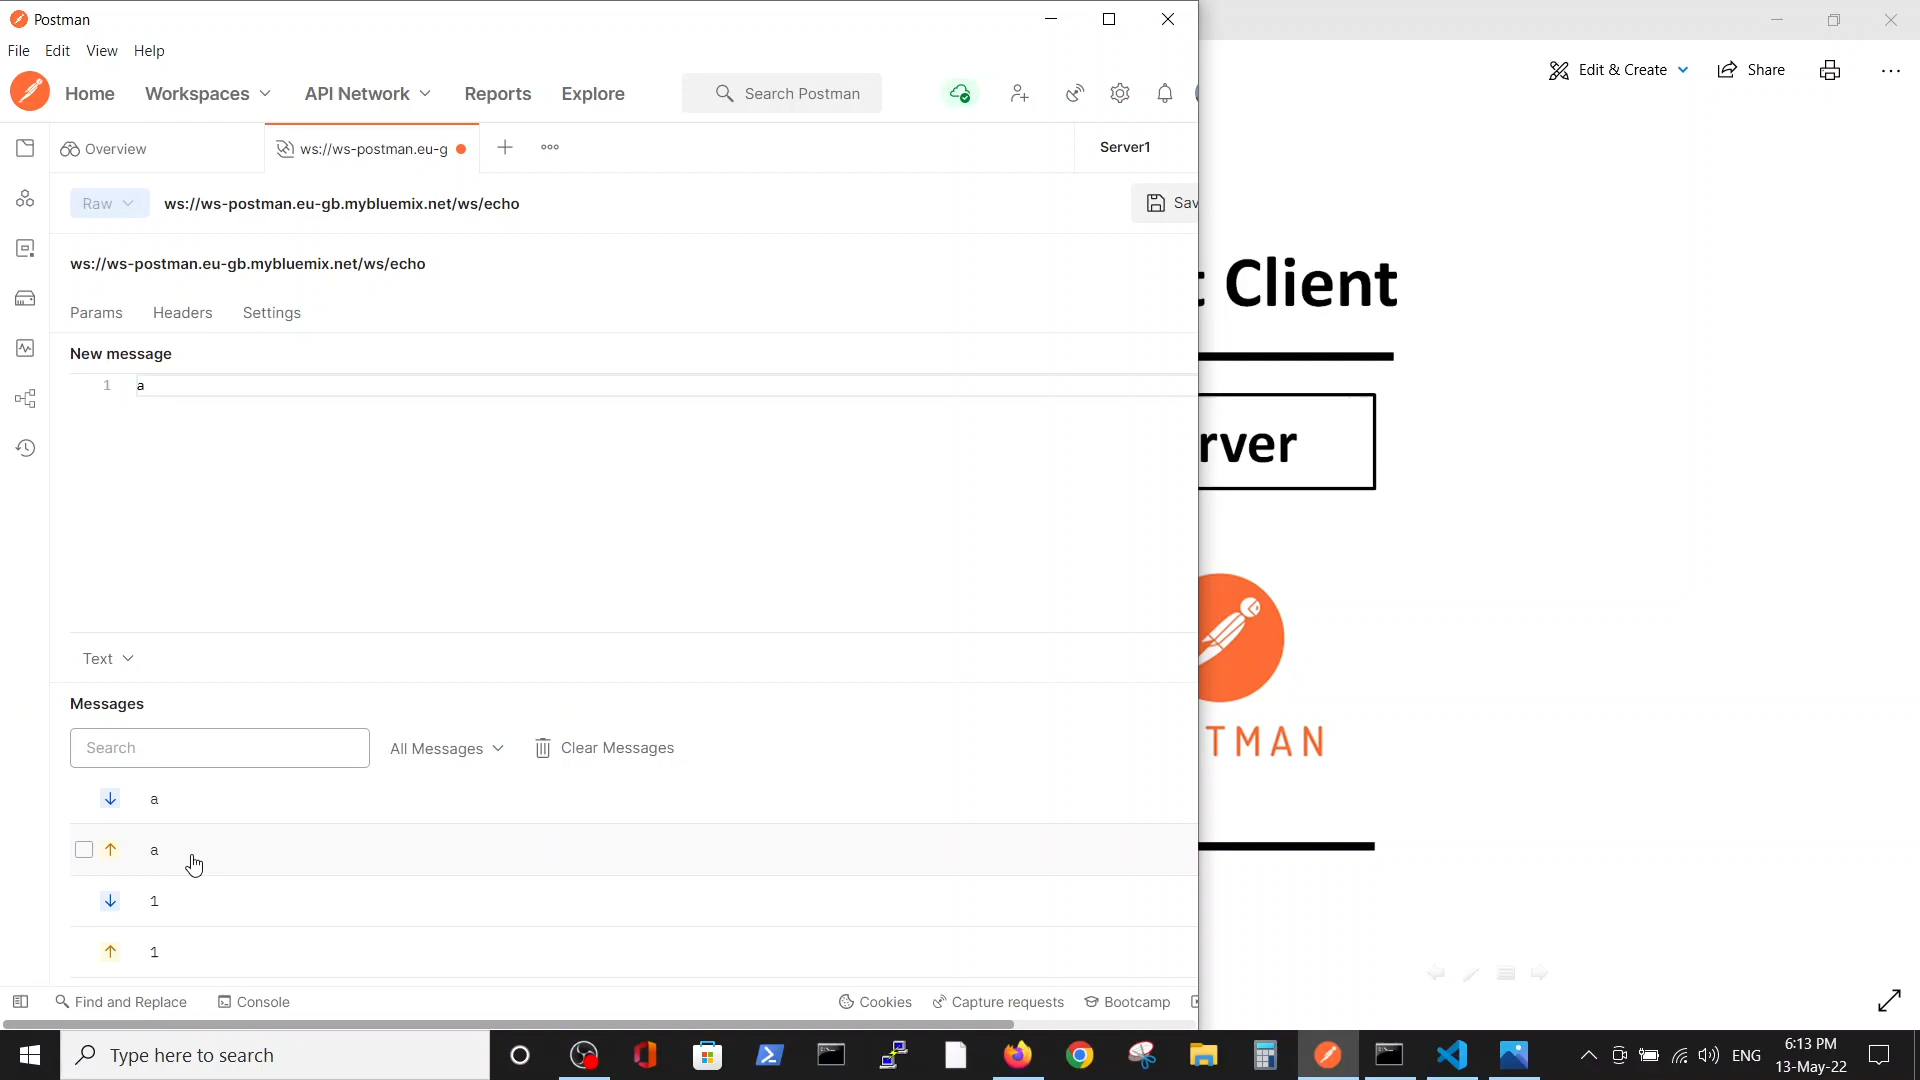 Postman
File Edit View Help
Home Workspaces API Network Reports Explore Search Postman
Overview ws://ws-postman.eu-g Server1
Raw ws://ws-postman.eu-gb.mybluemix.net/ws/echo Sav
ws://ws-postman.eu-gb.mybluemix.net/ws/echo
Params Headers Settings
New message
1 a
Text
Messages
Search All Messages Clear Messages
a
a
1
1
Find and Replace Console Cookies Capture requests Bootcamp
Edit & Create Share
t Client
rver
TMAN
Type here to search ENG 6:13 PM
13-May-22